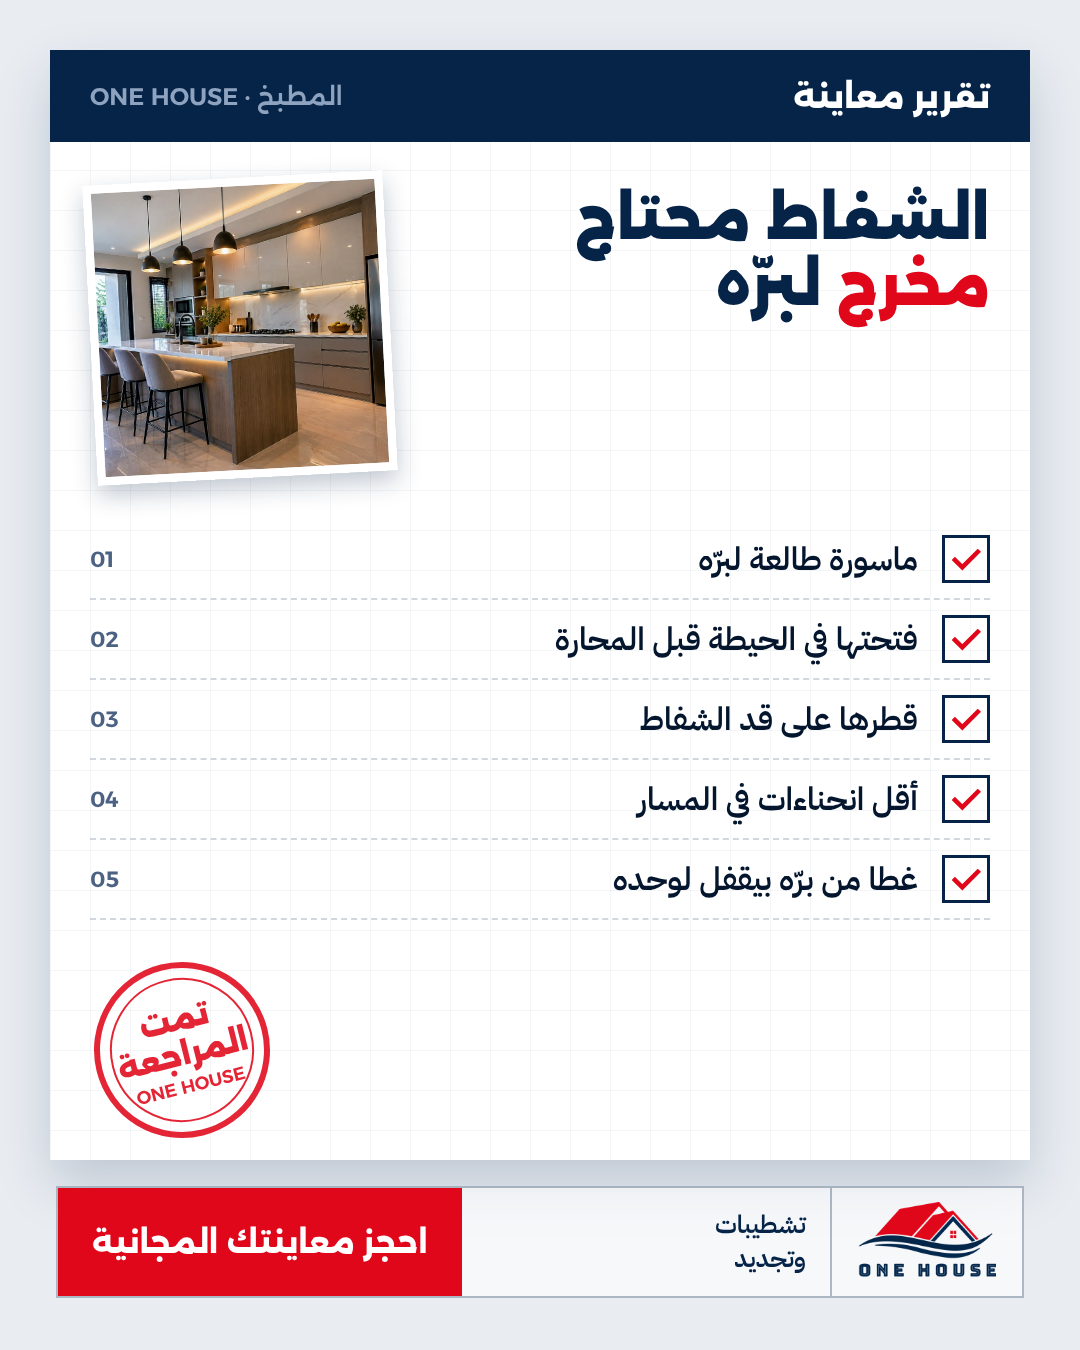 تقرير معاينة
المطبخ · ONE HOUSE
الشفاط محتاج
مخرج لبرّه
ماسورة طالعة لبرّه
01
فتحتها في الحيطة قبل المحارة
02
قطرها على قد الشفاط
03
أقل انحناءات في المسار
04
غطا من برّه بيقفل لوحده
05
تمت
المراجعة
ONE HOUSE
ONE HOUSE
تشطيبات
وتجديد
احجز معاينتك المجانية